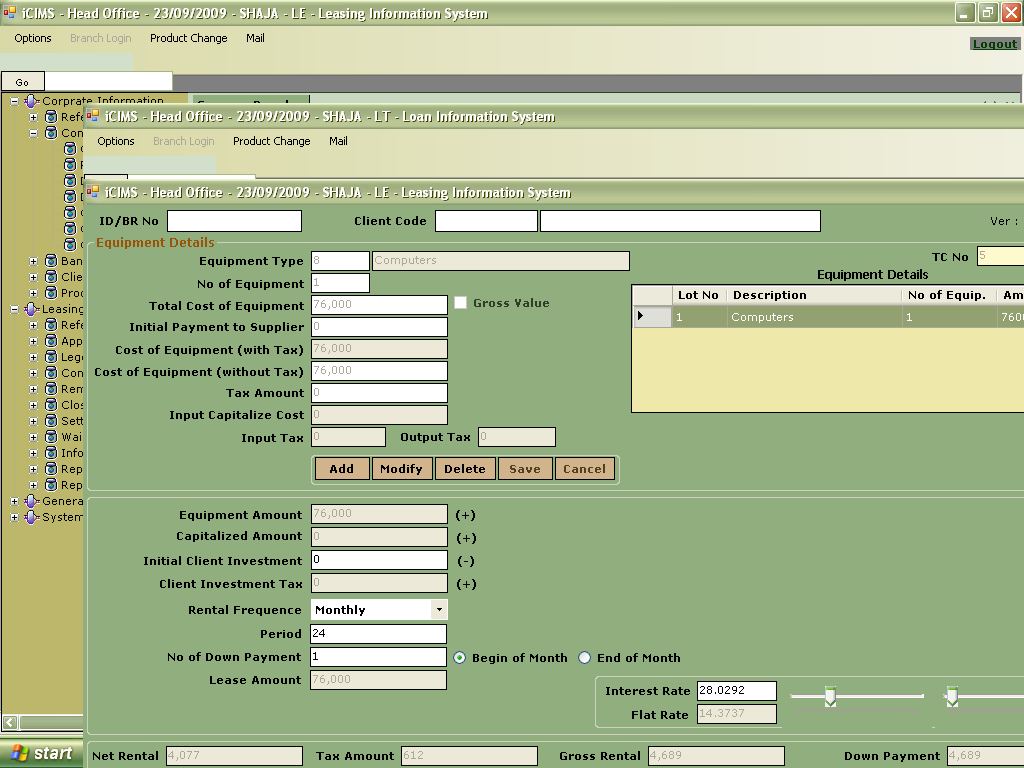 iCIMS - Head Office - 23/09/2009 - SHAJA - LE - Leasing Information System
Options Branch Login Product Change Mail
Logout
Go
Corprate Information
Refe
iCIMS - Head Office - 23/09/2009 - SHAJA - LT - Loan Information System
Con
Options Branch Login Product Change Mail
iCIMS - Head Office - 23/09/2009 - SHAJA - LE - Leasing Information System
ID/BR No Client Code Ver :
Equipment Details
Ban
Clie
Proc
Leasing
Refe
App
Lege
Con
Rem
Clos
Sett
Wai
Info
Rep
Rep
Genera
System
Equipment Type 8 Computers
TC No 5
No of Equipment 1
Equipment Details
Total Cost of Equipment 76,000 Gross Value
Lot No Description No of Equip. Am
1 Computers 1 7600
Initial Payment to Supplier 0
Cost of Equipment (with Tax) 76,000
Cost of Equipment (without Tax) 76,000
Tax Amount 0
Input Capitalize Cost 0
Input Tax 0 Output Tax 0
Add Modify Delete Save Cancel
Equipment Amount 76,000 (+)
Capitalized Amount 0 (+)
Initial Client Investment 0 (-)
Client Investment Tax 0 (+)
Rental Frequence Monthly
Period 24
No of Down Payment 1 Begin of Month End of Month
Lease Amount 76,000
Interest Rate 28.0292
Flat Rate 14.3737
start
Net Rental 4,077 Tax Amount 612 Gross Rental 4,689 Down Payment 4,689